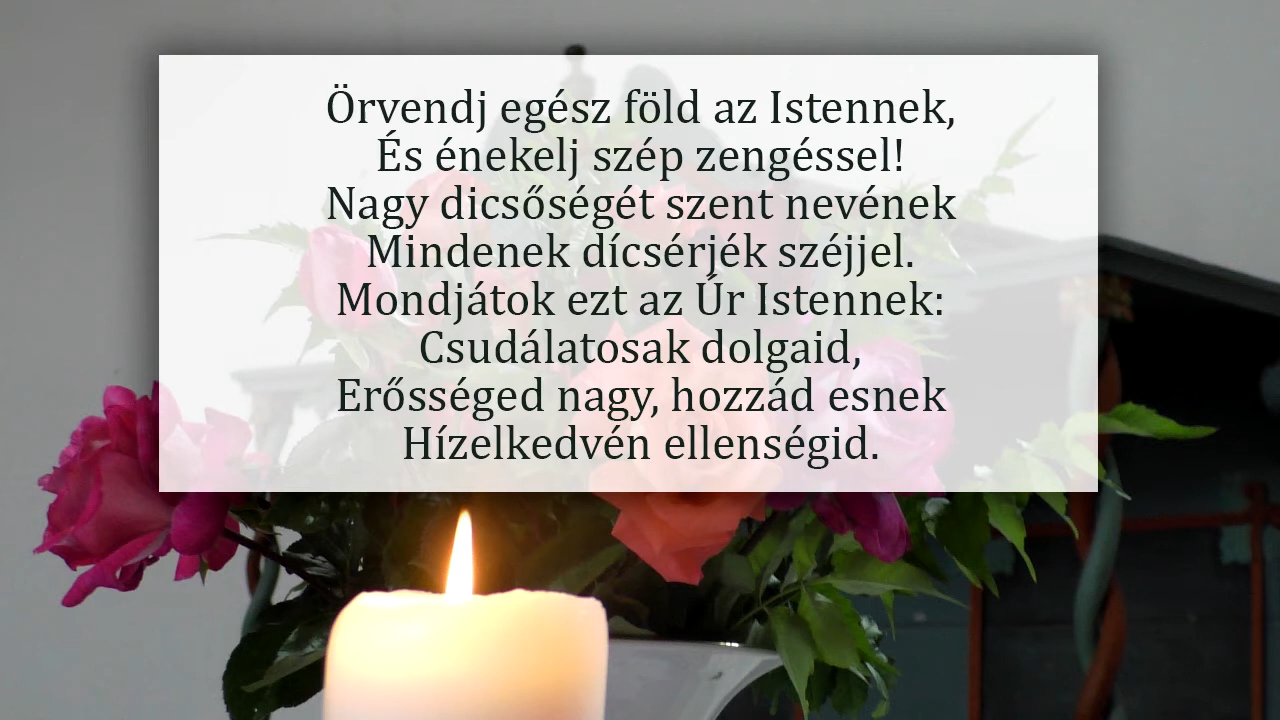 Örvendj egész föld az Istennek,
És énekelj szép zengéssel!
Nagy dicsőségét szent nevének
Mindenek dícsérjék széjjel.
Mondjátok ezt az Úr Istennek:
Csudálatosak dolgaid,
Erősséged nagy, hozzád esnek
Hízelkedvén ellenségid.